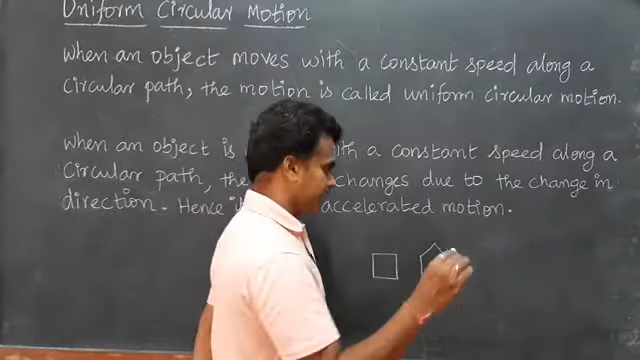 Uniform Circular Motion
When an object moves with a constant speed along a
circular path, the motion is called uniform circular motion.
When an object is with a constant speed along a
circular path, the changes due to the change in
direction. Hence accelerated motion.